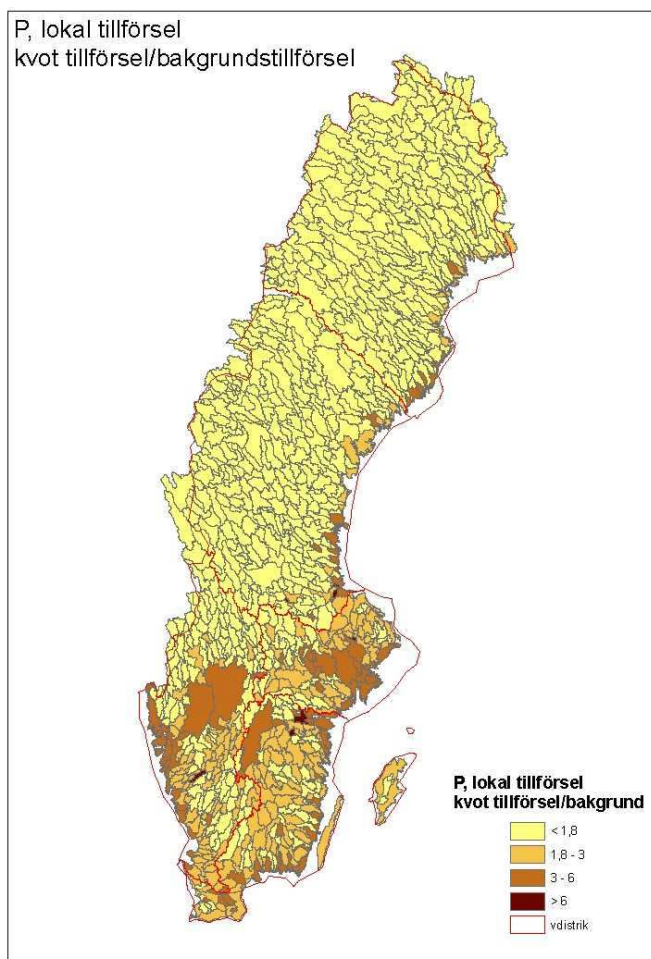 P, lokal tillförsel
kvot tillförsel/bakgrundstillförsel
P, lokal tillförsel
kvot tillförsel/bakgrund
< 1,8
1,8 - 3
3 - 6
> 6
vdistrik